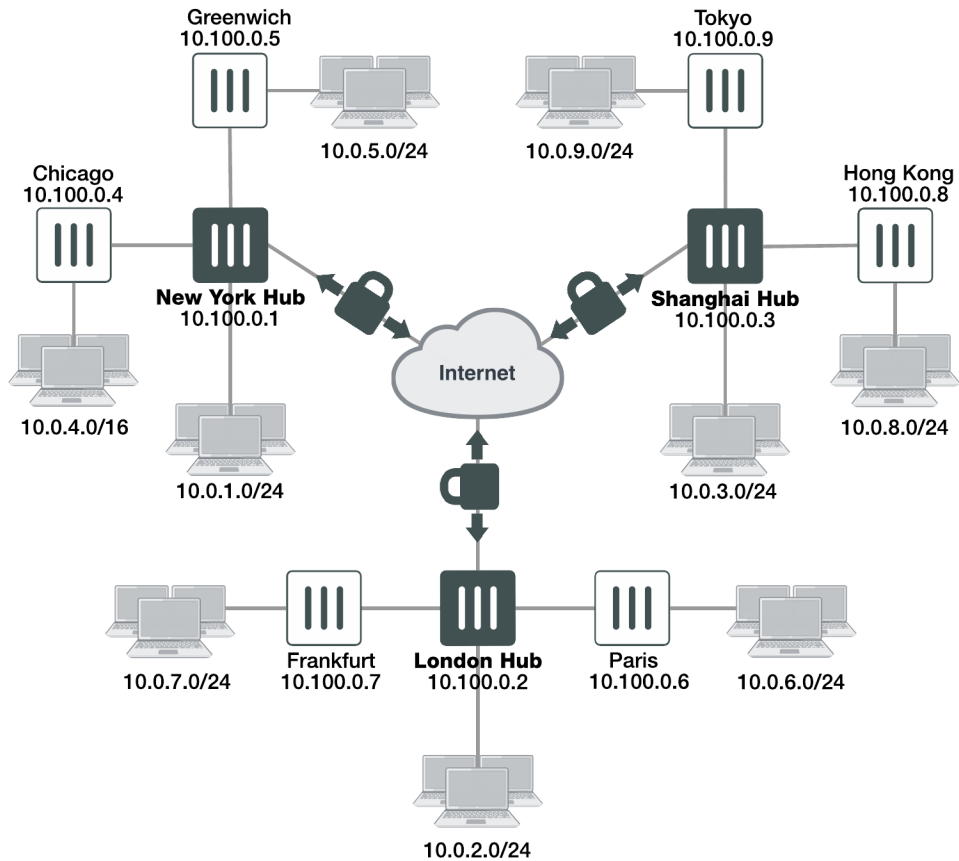 Greenwich
10.100.0.5
10.0.5.0/24
Tokyo
10.100.0.9
10.0.9.0/24
Chicago
10.100.0.4
10.0.4.0/16
New York Hub
10.100.0.1
10.0.1.0/24
Hong Kong
10.100.0.8
10.0.8.0/24
Shanghai Hub
10.100.0.3
10.0.3.0/24
Internet
10.0.7.0/24
Frankfurt
10.100.0.7
London Hub
10.100.0.2
Paris
10.100.0.6
10.0.6.0/24
10.0.2.0/24